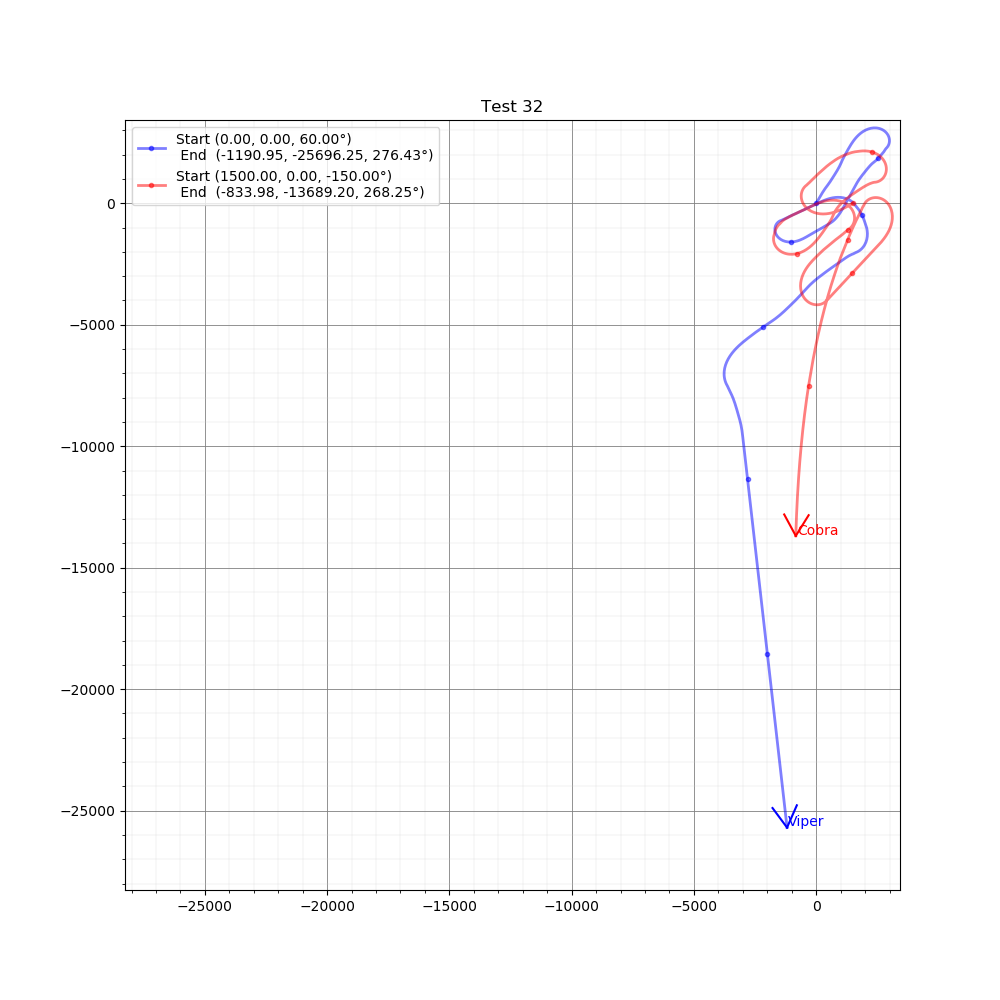 Test 32
Start (0.00, 0.00, 60.00°)
End (-1190.95, -25696.25, 276.43°)
Start (1500.00, 0.00, -150.00°)
End (-833.98, -13689.20, 268.25°)
0
−5000
−10000
−15000
−20000
−25000
Cobra
Viper
−25000 −20000 −15000 −10000 −5000 0